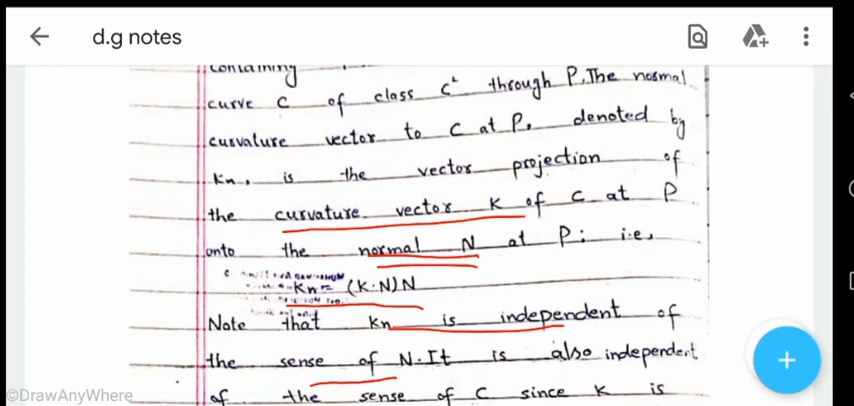 d.g notes
containing
curve C of class C² through P. The normal
curvature vector to C at P, denoted by
Kn, is the vector projection of
the curvature vector K of C at P
onto the normal N at P; i.e,
Kn = (K·N)N
Note that Kn is independent of
the sense of N. It is also independent
of the sense of C since K is
©DrawAnyWhere